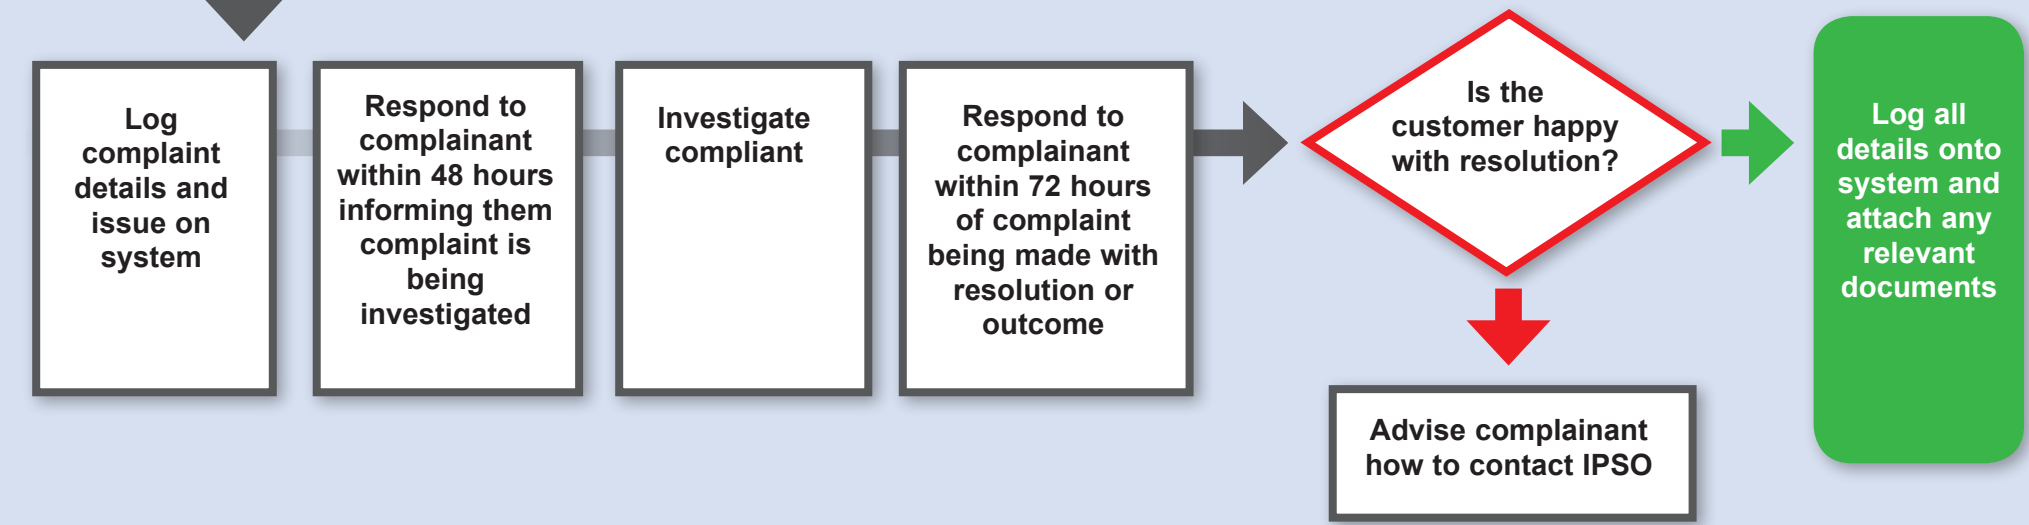 Log
complaint
details and
issue on
system
Respond to
complainant
within 48 hours
informing them
complaint is
being
investigated
Investigate
compliant
Respond to
complainant
within 72 hours
of complaint
being made with
resolution or
outcome
Is the
customer happy
with resolution?
Log all
details onto
system and
attach any
relevant
documents
Advise complainant
how to contact IPSO